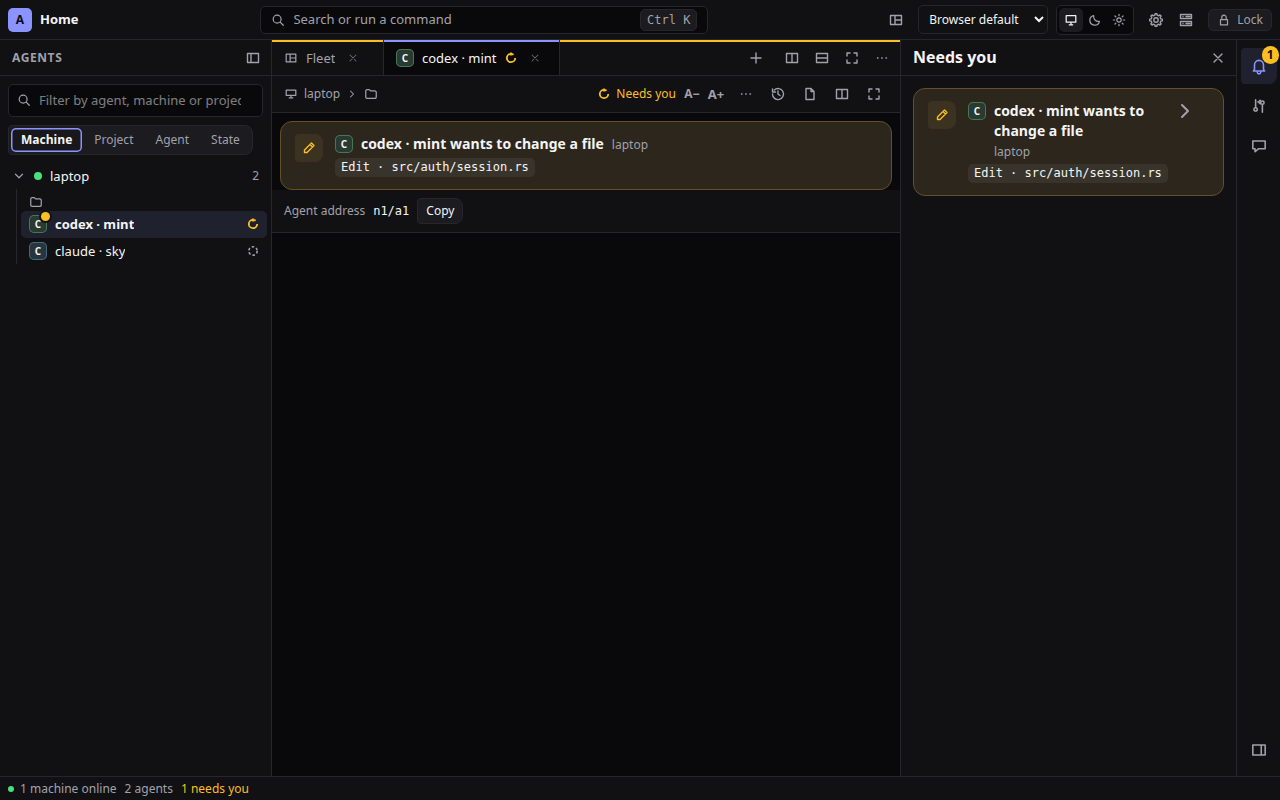 A Home
Search or run a command Ctrl K
Browser default
Lock
AGENTS
Filter by agent, machine or projec
Machine Project Agent State
laptop 2
C codex · mint
C claude · sky
Fleet
C codex · mint
laptop
Needs you A− A+
C codex · mint wants to change a file laptop
Edit · src/auth/session.rs
Agent address n1/a1 Copy
Needs you
C codex · mint wants to
change a file
laptop
Edit · src/auth/session.rs
1
1 machine online 2 agents 1 needs you